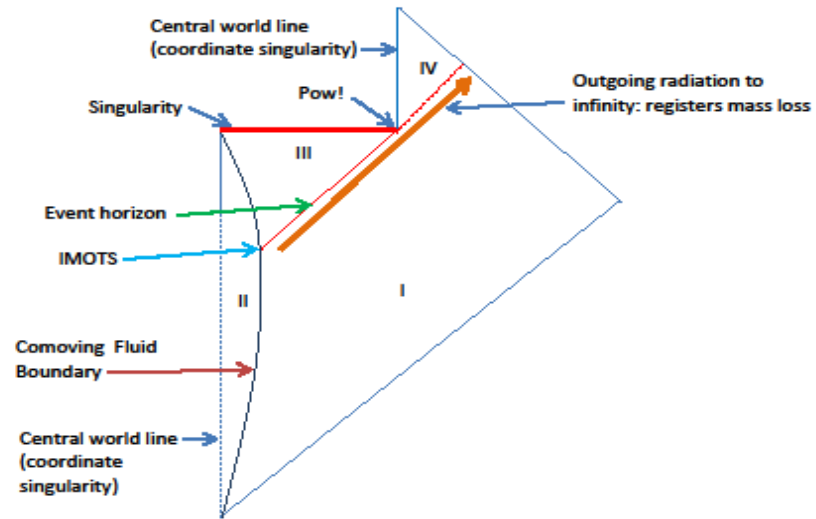 Central world line
(coordinate singularity)
IV
Pow!
Outgoing radiation to
infinity: registers mass loss
Singularity
III
Event horizon
IMOTS
II
I
Comoving Fluid
Boundary
Central world line
(coordinate
singularity)